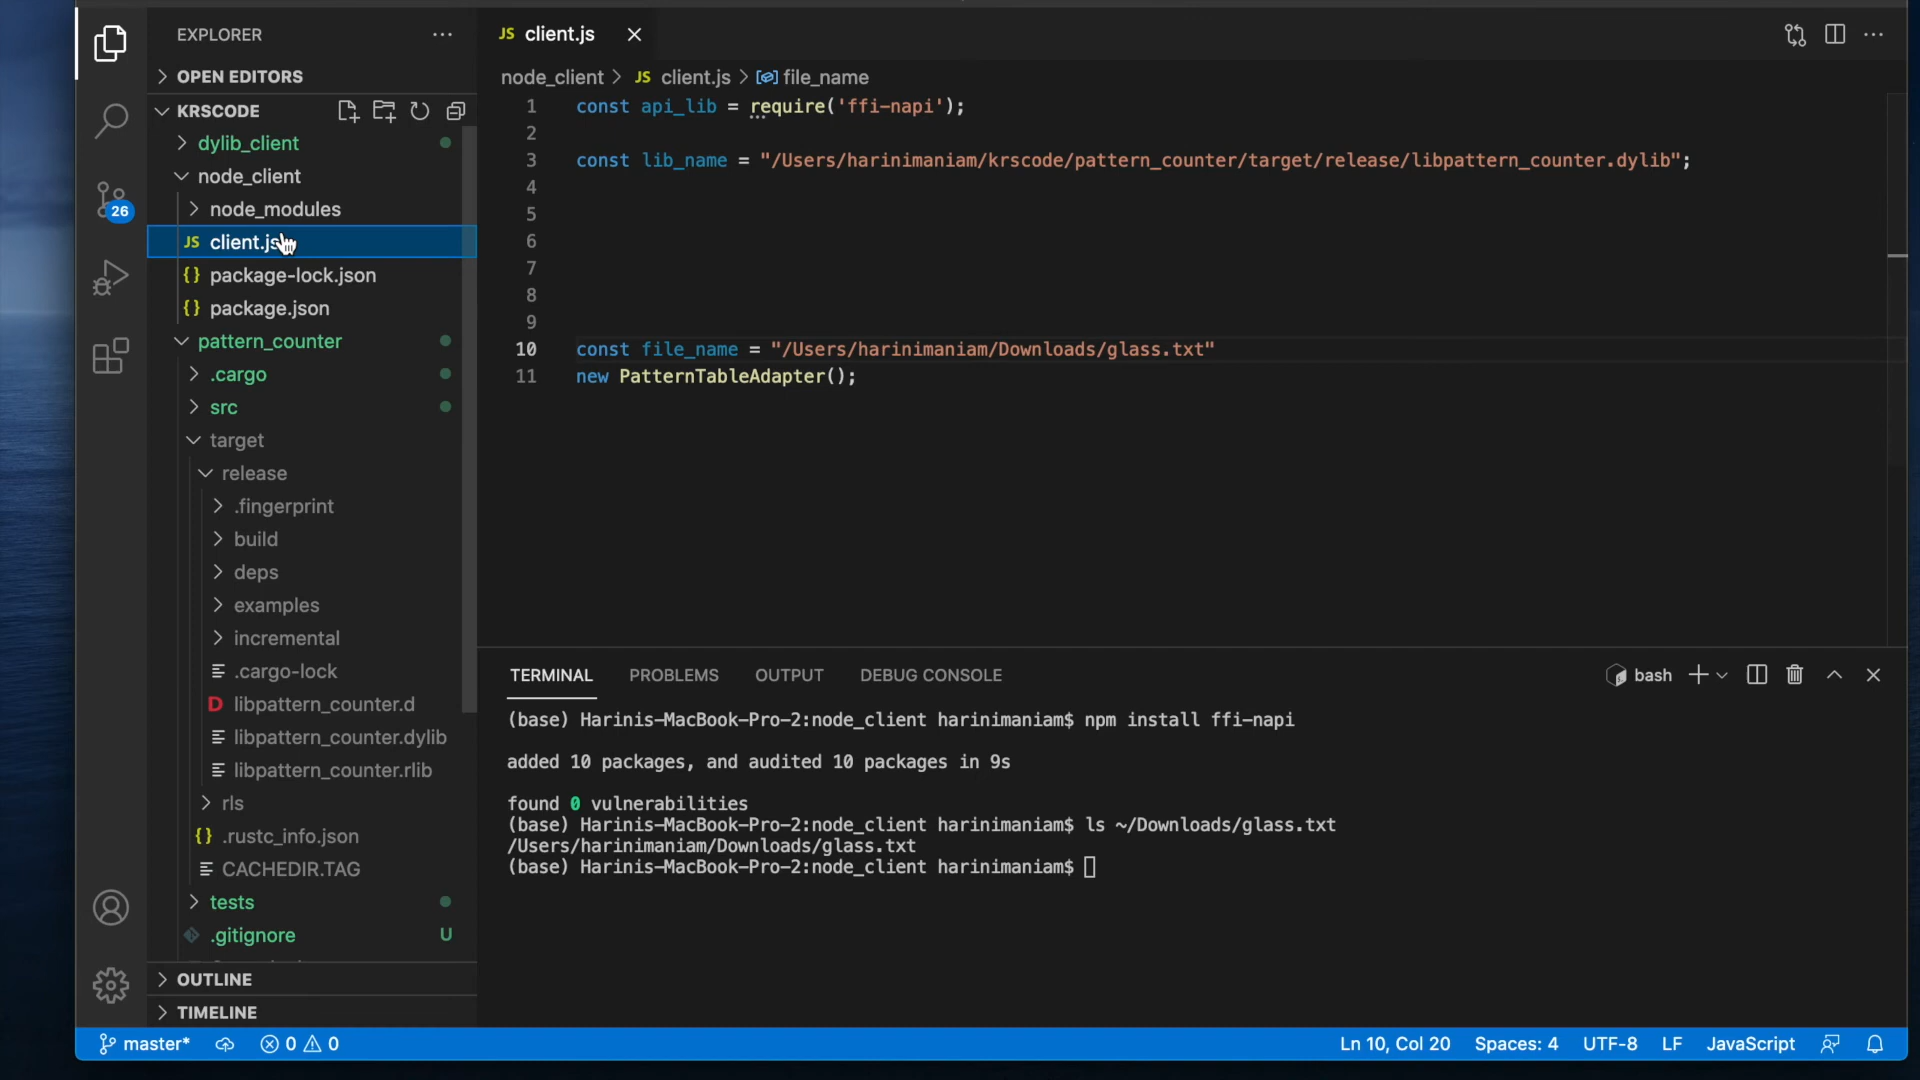 EXPLORER
OPEN EDITORS
KRSCODE
dylib_client
node_client
node_modules
JS client.js
{} package-lock.json
{} package.json
pattern_counter
.cargo
src
target
release
.fingerprint
build
deps
examples
incremental
.cargo-lock
D libpattern_counter.d
libpattern_counter.dylib
libpattern_counter.rlib
rls
{} .rustc_info.json
CACHEDIR.TAG
tests
.gitignore U
OUTLINE
TIMELINE
26
JS client.js
node_client > JS client.js > file_name
1 const api_lib = require('ffi-napi');
2
3 const lib_name = "/Users/harinimaniam/krscode/pattern_counter/target/release/libpattern_counter.dylib";
4
5
6
7
8
9
10 const file_name = "/Users/harinimaniam/Downloads/glass.txt"
11 new PatternTableAdapter();
TERMINAL PROBLEMS OUTPUT DEBUG CONSOLE
bash
(base) Harinis-MacBook-Pro-2:node_client harinimaniam$ npm install ffi-napi
added 10 packages, and audited 10 packages in 9s
found 0 vulnerabilities
(base) Harinis-MacBook-Pro-2:node_client harinimaniam$ ls ~/Downloads/glass.txt
/Users/harinimaniam/Downloads/glass.txt
(base) Harinis-MacBook-Pro-2:node_client harinimaniam$
master* 0 0 Ln 10, Col 20 Spaces: 4 UTF-8 LF JavaScript